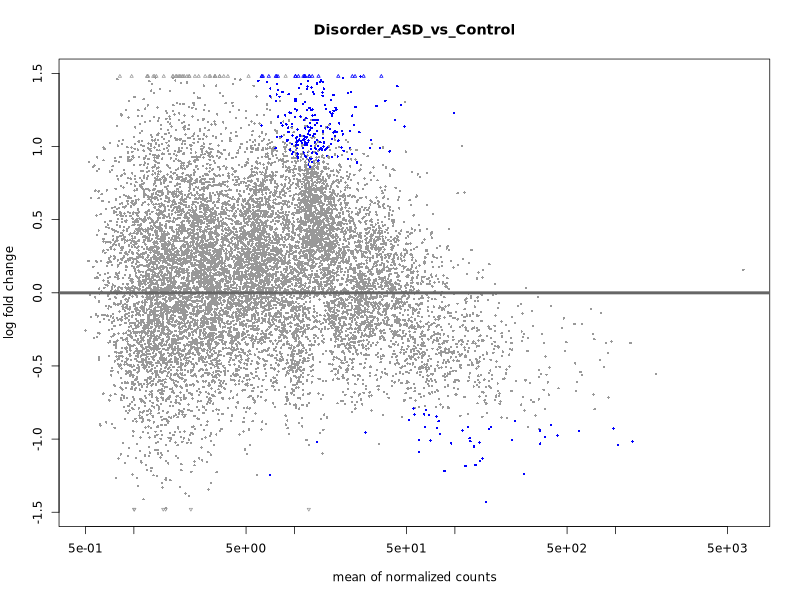 Disorder_ASD_vs_Control
1.5
1.0
0.5
0.0
-0.5
-1.0
-1.5
log fold change
5e-01
5e+00
5e+01
5e+02
5e+03
mean of normalized counts